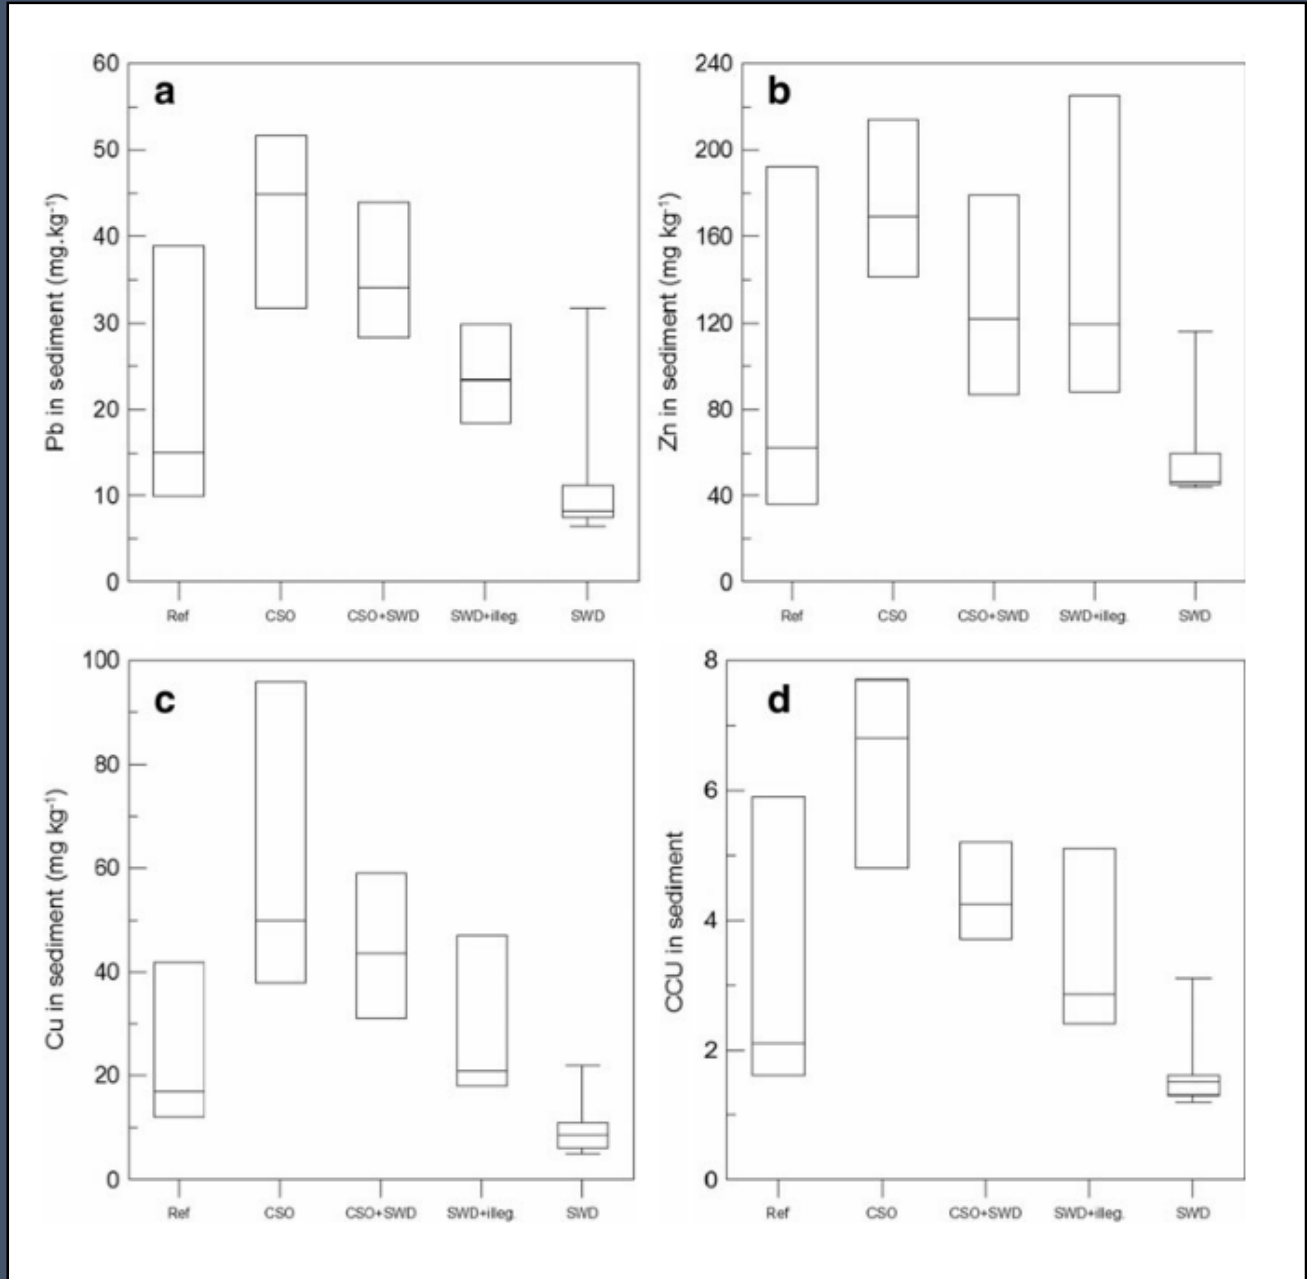 a
Pb in sediment (mg.kg-1)
60
50
40
30
20
10
0
Ref CSO CSO+SWD SWD+illeg. SWD
b
Zn in sediment (mg kg-1)
240
200
160
120
80
40
0
Ref CSO CSO+SWD SWD+illeg. SWD
c
Cu in sediment (mg kg-1)
100
80
60
40
20
0
Ref CSO CSO+SWD SWD+illeg. SWD
d
CCU in sediment
8
6
4
2
0
Ref CSO CSO+SWD SWD+illeg. SWD